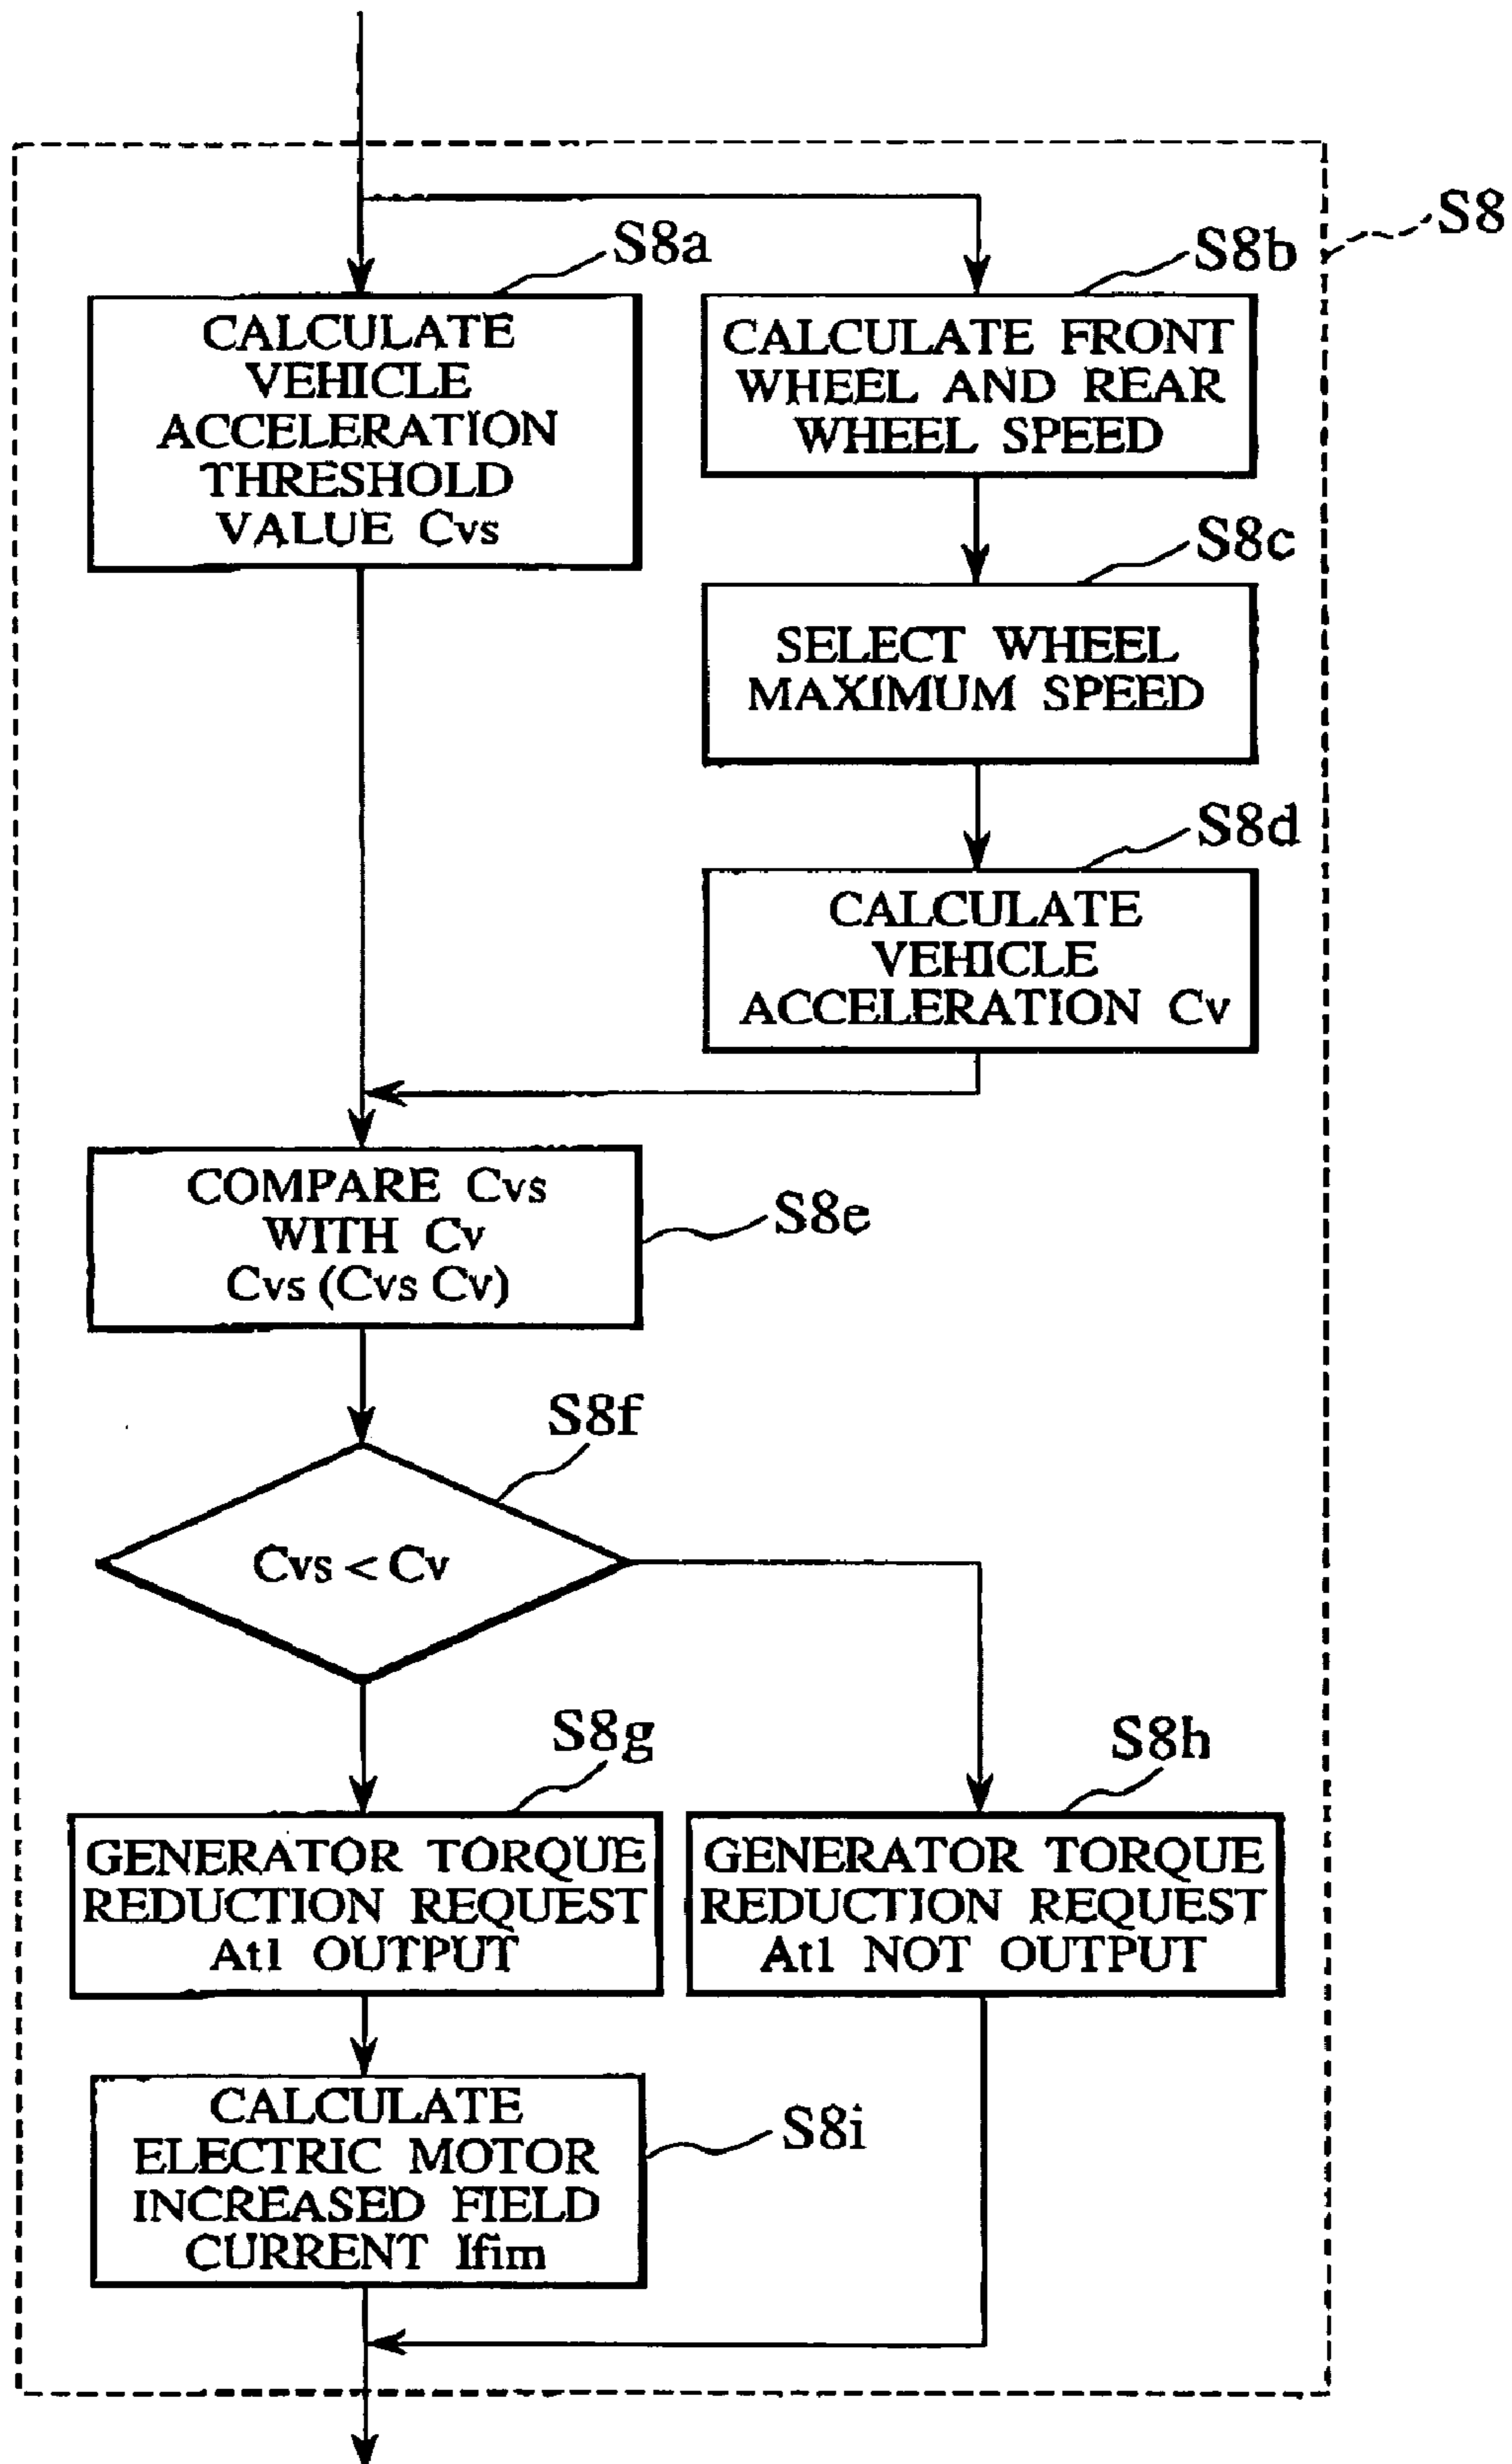 S8
S8a
CALCULATE
VEHICLE
ACCELERATION
THRESHOLD
VALUE Cvs
S8b
CALCULATE FRONT
WHEEL AND REAR
WHEEL SPEED
S8c
SELECT WHEEL
MAXIMUM SPEED
S8d
CALCULATE
VEHICLE
ACCELERATION Cv
COMPARE Cvs
WITH Cv
Cvs (Cvs Cv)
S8e
S8f
Cvs < Cv
S8g
GENERATOR TORQUE
REDUCTION REQUEST
At1 OUTPUT
S8h
GENERATOR TORQUE
REDUCTION REQUEST
At1 NOT OUTPUT
CALCULATE
ELECTRIC MOTOR
INCREASED FIELD
CURRENT Ifim
S8i